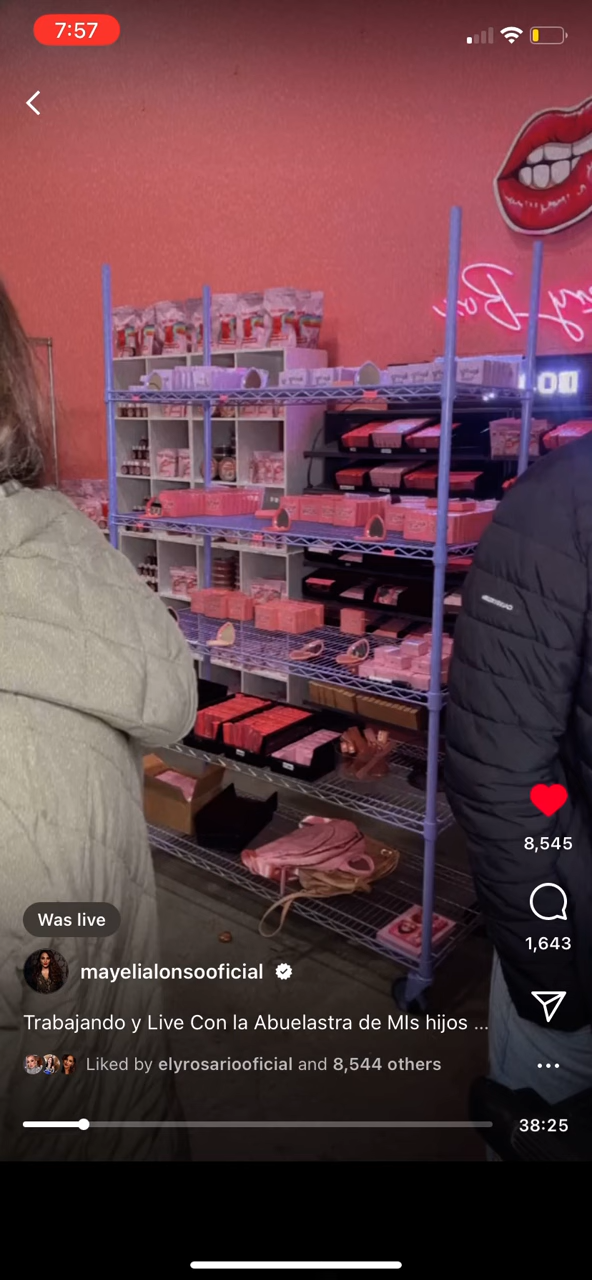 7:57
Was live
mayelialonsooficial
Trabajando y Live Con la Abuelastra de MIs hijos ...
Liked by elyrosariooficial and 8,544 others
8,545
1,643
38:25